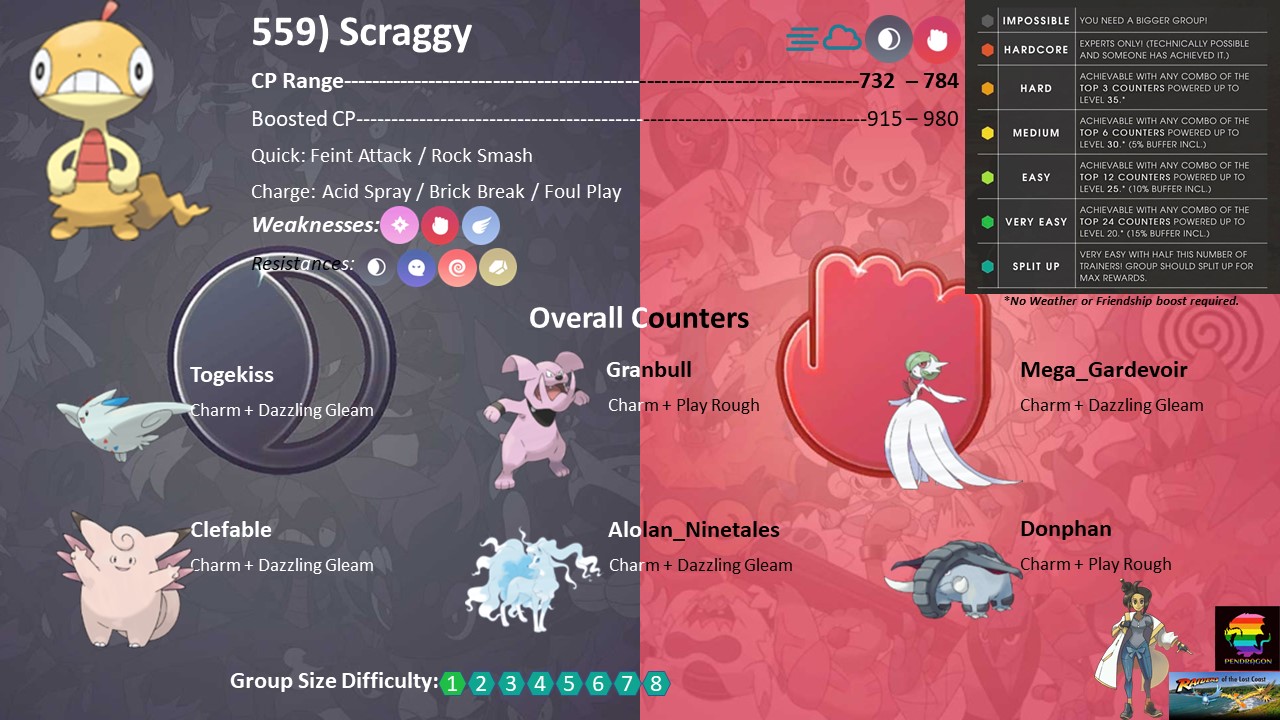 559) Scraggy
CP Range------------------------------------------------------------------------732 – 784
Boosted CP------------------------------------------------------------------------915 – 980
Quick: Feint Attack / Rock Smash
Charge: Acid Spray / Brick Break / Foul Play
Weaknesses:
Resistances:
IMPOSSIBLE YOU NEED A BIGGER GROUP!
HARDCORE EXPERTS ONLY! (TECHNICALLY POSSIBLE
AND SOMEONE HAS ACHIEVED IT.)
HARD ACHIEVABLE WITH ANY COMBO OF THE
TOP 3 COUNTERS POWERED UP TO
LEVEL 35.*
MEDIUM ACHIEVABLE WITH ANY COMBO OF THE
TOP 6 COUNTERS POWERED UP TO
LEVEL 30.* (5% BUFFER INCL.)
EASY ACHIEVABLE WITH ANY COMBO OF THE
TOP 12 COUNTERS POWERED UP TO
LEVEL 25.* (10% BUFFER INCL.)
VERY EASY ACHIEVABLE WITH ANY COMBO OF THE
TOP 24 COUNTERS POWERED UP TO
LEVEL 20.* (15% BUFFER INCL.)
SPLIT UP VERY EASY WITH HALF THIS NUMBER OF
TRAINERS! GROUP SHOULD SPLIT UP FOR
MAX REWARDS.
*No Weather or Friendship boost required.
Overall Counters
Togekiss
Charm + Dazzling Gleam
Granbull
Charm + Play Rough
Mega_Gardevoir
Charm + Dazzling Gleam
Clefable
Charm + Dazzling Gleam
Alolan_Ninetales
Charm + Dazzling Gleam
Donphan
Charm + Play Rough
Group Size Difficulty: 1 2 3 4 5 6 7 8
PENDRAGON
RAIDERS of the Lost Coast